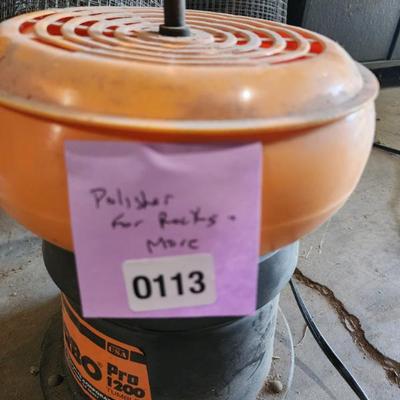 Polisher
for Rocks +
More
0113
USA
Pro
1200